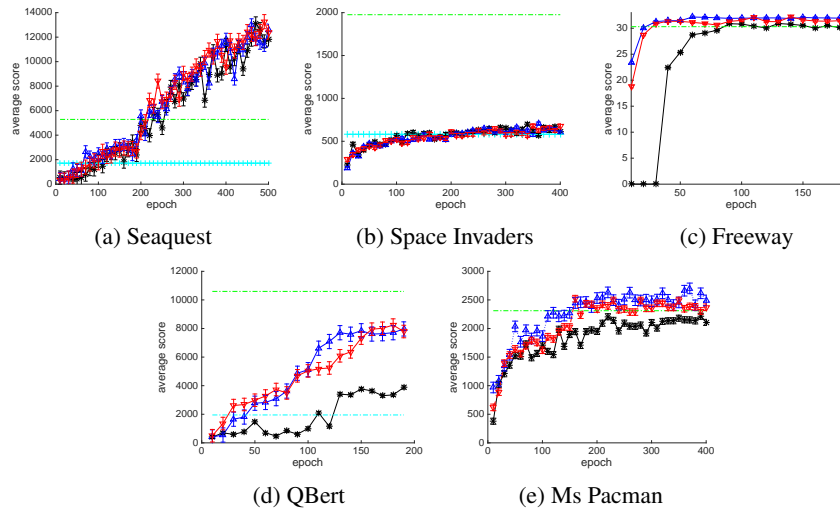 14000
12000
10000
8000
6000
4000
2000
0
average score
0 100 200 300 400 500
epoch
(a) Seaquest
2000
1500
1000
500
0
average score
0 100 200 300 400
epoch
(b) Space Invaders
30
25
20
15
10
5
0
average score
50 100 150
epoch
(c) Freeway
12000
10000
8000
6000
4000
2000
0
average score
0 50 100 150 200
epoch
(d) QBert
3000
2500
2000
1500
1000
500
0
average score
0 100 200 300 400
epoch
(e) Ms Pacman